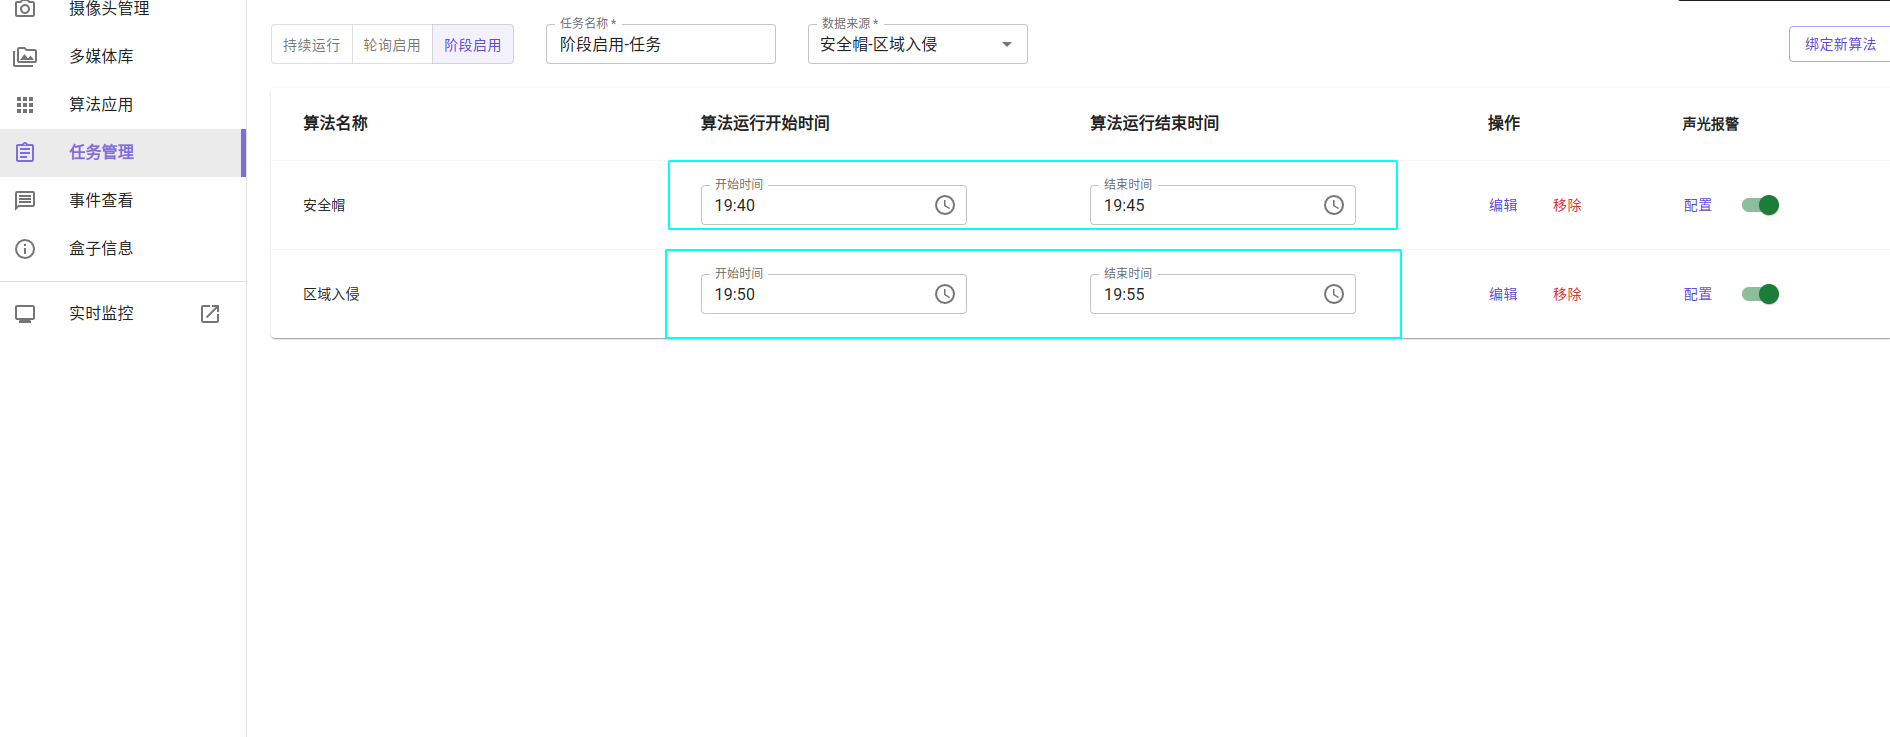 摄像头管理
多媒体库
算法应用
任务管理
事件查看
盒子信息
实时监控
持续运行 轮询启用 阶段启用
任务名称 *
阶段启用-任务
数据来源 *
安全帽-区域入侵
绑定新算法
算法名称 算法运行开始时间 算法运行结束时间 操作 声光报警
安全帽
开始时间
19:40
结束时间
19:45
编辑 移除 配置
区域入侵
开始时间
19:50
结束时间
19:55
编辑 移除 配置